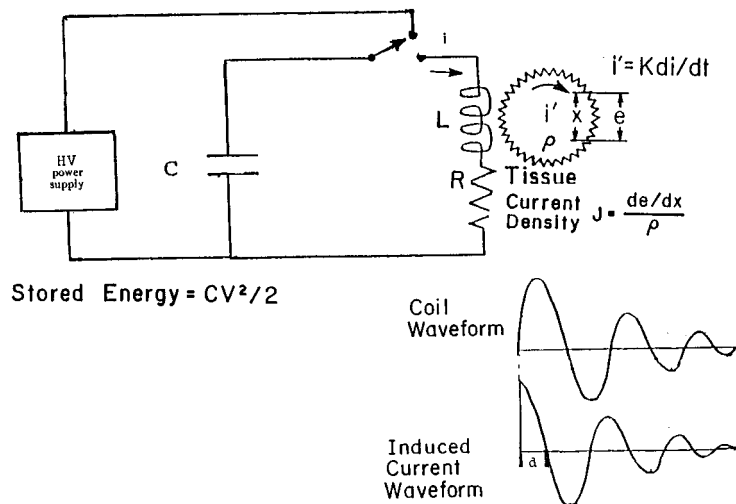 i
i'=Kdi/dt
HV
power
supply
C
L
i'
x
e
ρ
R
Tissue
Current
Density J = de/dx
ρ
Stored Energy = CV²/2
Coil
Waveform
Induced
Current
Waveform
d